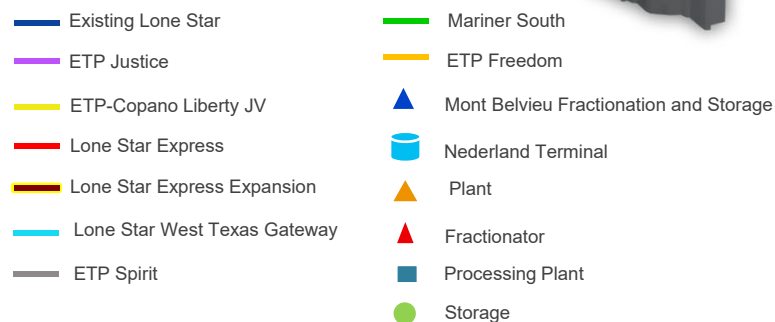 Existing Lone Star
ETP Justice
ETP-Copano Liberty JV
Lone Star Express
Lone Star Express Expansion
Lone Star West Texas Gateway
ETP Spirit
Mariner South
ETP Freedom
Mont Belvieu Fractionation and Storage
Nederland Terminal
Plant
Fractionator
Processing Plant
Storage